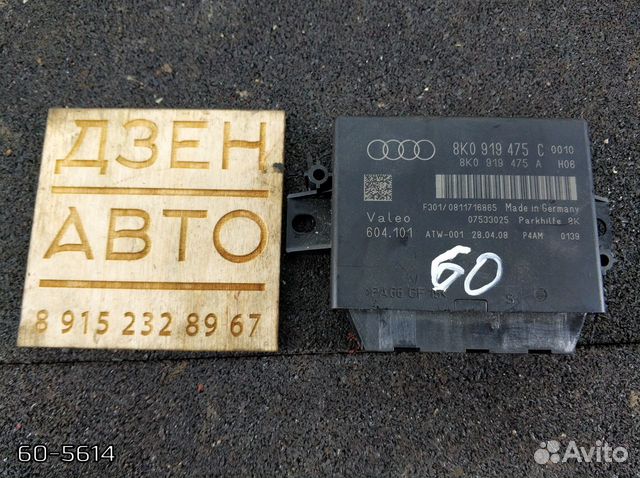 ДЗЕН
АВТО
8 915 232 89 67
8K0 919 475 C 0010
8K0 919 475 A H06
F301/0811716865 Made in Germany
Valeo 07533025 Parkhilfe 8K
604.101 ATW-001 28.04.08 P4AM 0139
60
60-5614
Avito